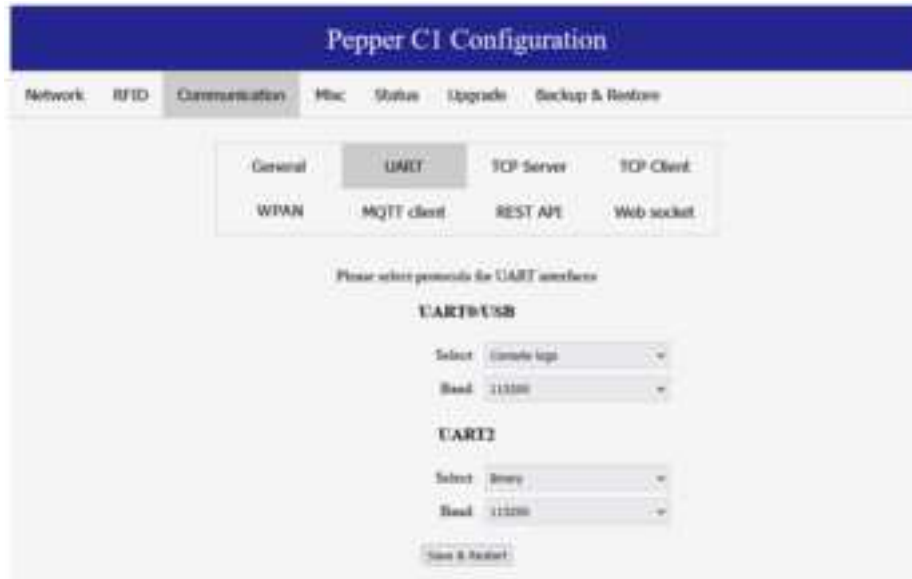 Pepper C1 Configuration
Network RFID Communication Misc Status Upgrade Backup & Restore
General UART TCP Server TCP Client
WPAN MQTT client REST API Web socket
Please select protocols for UART interfaces
UART0/USB
Select Console logs
Baud 115200
UART2
Select Binary
Baud 115200
Save & Restart